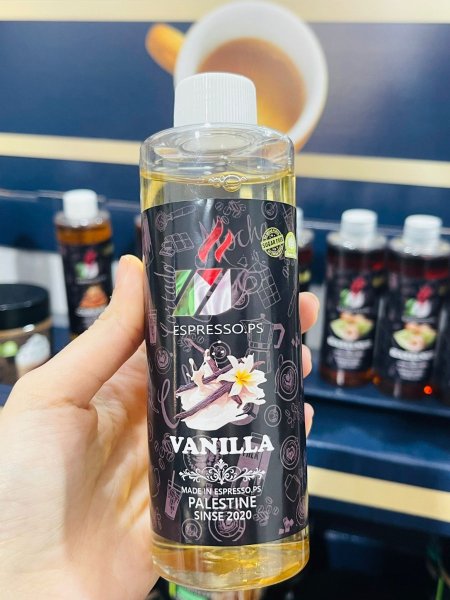 SUGAR FREE
ESPRESSO.PS
VANILLA
MADE IN ESPRESSO.PS
PALESTINE
SINSE 2020